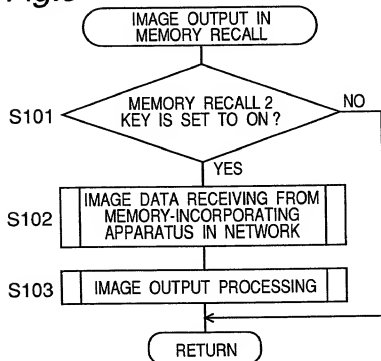 IMAGE OUTPUT IN
MEMORY RECALL
S101
MEMORY RECALL 2
KEY IS SET TO ON ?
NO
YES
S102
IMAGE DATA RECEIVING FROM
MEMORY-INCORPORATING
APPARATUS IN NETWORK
S103
IMAGE OUTPUT PROCESSING
RETURN